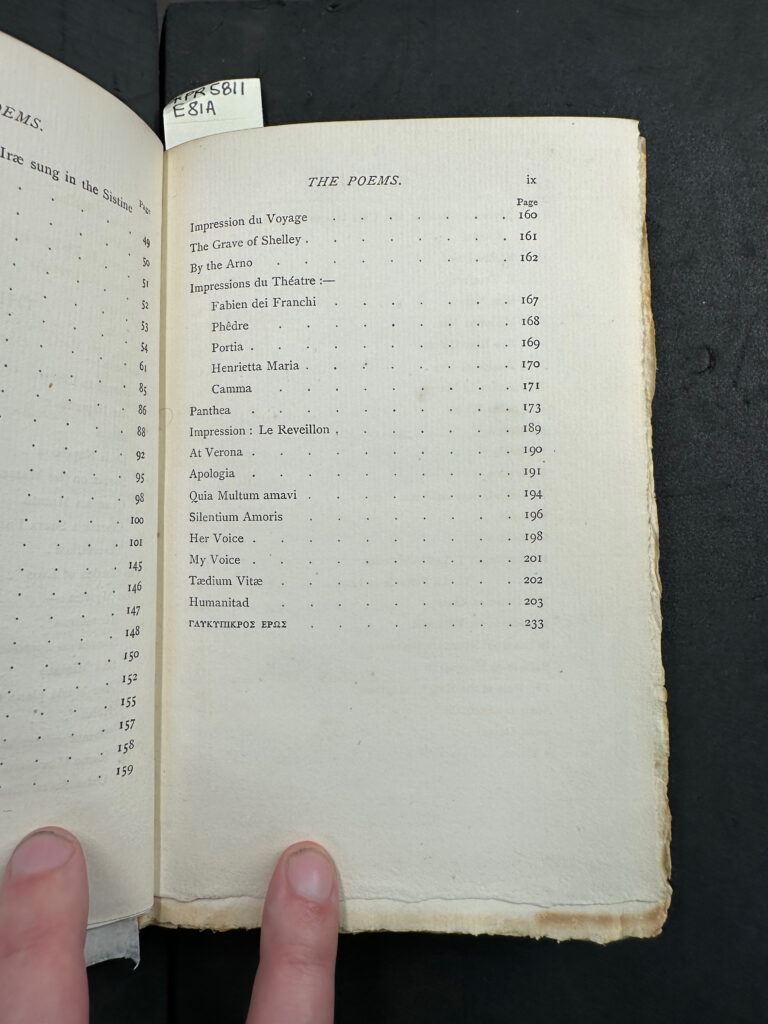 PR5811
E81A
POEMS.
Iræ sung in the Sistine
Page
49
50
51
52
53
54
61
85
86
88
92
95
98
100
101
145
146
147
148
150
152
155
157
158
159
THE POEMS. ix
Page
Impression du Voyage . . . . . . . 160
The Grave of Shelley . . . . . . . 161
By the Arno . . . . . . . 162
Impressions du Théatre :—
Fabien dei Franchi . . . . . . . 167
Phêdre . . . . . . . 168
Portia . . . . . . . 169
Henrietta Maria . . . . . . . 170
Camma . . . . . . . 171
Panthea . . . . . . . 173
Impression : Le Reveillon . . . . . . . 189
At Verona . . . . . . . 190
Apologia . . . . . . . 191
Quia Multum amavi . . . . . . . 194
Silentium Amoris . . . . . . . 196
Her Voice . . . . . . . 198
My Voice . . . . . . . 201
Tædium Vitæ . . . . . . . 202
Humanitad . . . . . . . 203
ΓΛΥΚΥΠΙΚΡΟΣ ΕΡΩΣ . . . . . . . 233